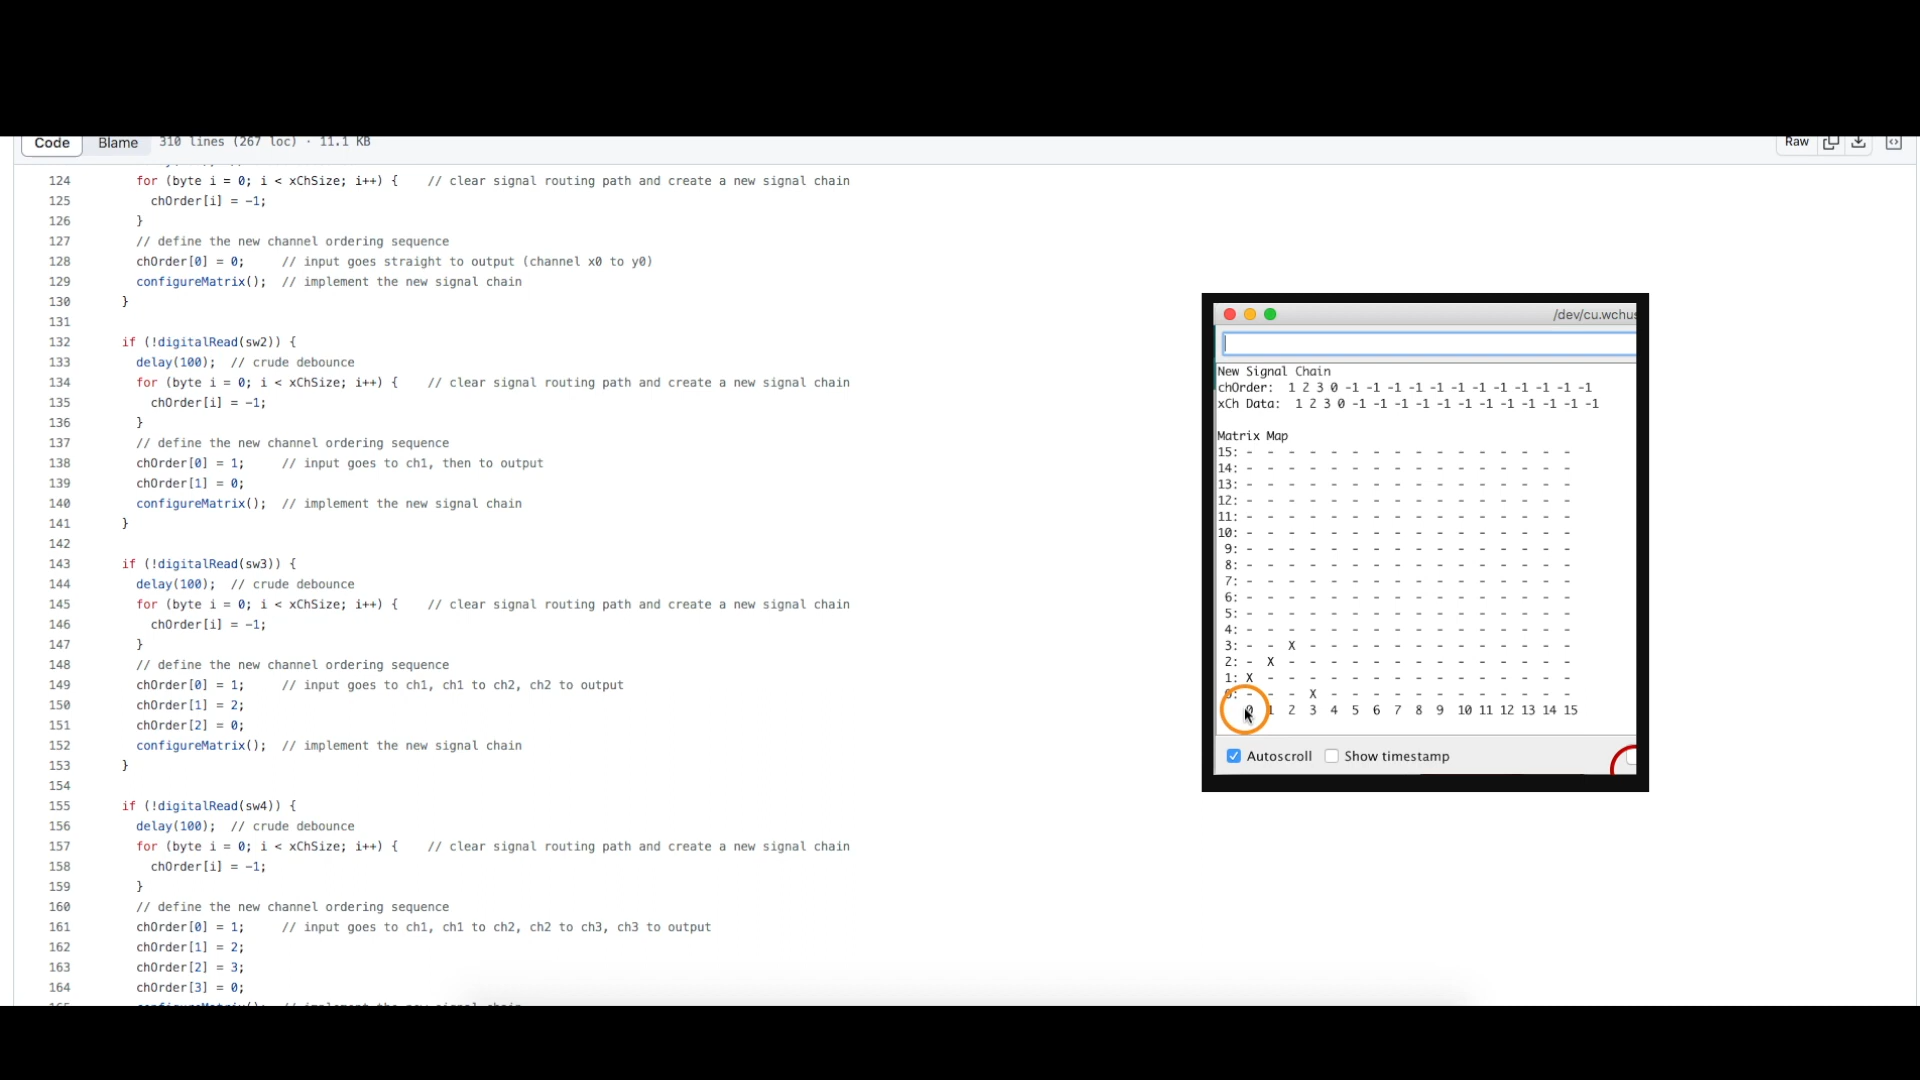 Code Blame 310 lines (267 loc) · 11.1 KB Raw
124 for (byte i = 0; i < xChSize; i++) { // clear signal routing path and create a new signal chain
125 chOrder[i] = -1;
126 }
127 // define the new channel ordering sequence
128 chOrder[0] = 0; // input goes straight to output (channel x0 to y0)
129 configureMatrix(); // implement the new signal chain
130 }
131
132 if (!digitalRead(sw2)) {
133 delay(100); // crude debounce
134 for (byte i = 0; i < xChSize; i++) { // clear signal routing path and create a new signal chain
135 chOrder[i] = -1;
136 }
137 // define the new channel ordering sequence
138 chOrder[0] = 1; // input goes to ch1, then to output
139 chOrder[1] = 0;
140 configureMatrix(); // implement the new signal chain
141 }
142
143 if (!digitalRead(sw3)) {
144 delay(100); // crude debounce
145 for (byte i = 0; i < xChSize; i++) { // clear signal routing path and create a new signal chain
146 chOrder[i] = -1;
147 }
148 // define the new channel ordering sequence
149 chOrder[0] = 1; // input goes to ch1, ch1 to ch2, ch2 to output
150 chOrder[1] = 2;
151 chOrder[2] = 0;
152 configureMatrix(); // implement the new signal chain
153 }
154
155 if (!digitalRead(sw4)) {
156 delay(100); // crude debounce
157 for (byte i = 0; i < xChSize; i++) { // clear signal routing path and create a new signal chain
158 chOrder[i] = -1;
159 }
160 // define the new channel ordering sequence
161 chOrder[0] = 1; // input goes to ch1, ch1 to ch2, ch2 to ch3, ch3 to output
162 chOrder[1] = 2;
163 chOrder[2] = 3;
164 chOrder[3] = 0;
/dev/cu.wchus
New Signal Chain
chOrder: 1 2 3 0 -1 -1 -1 -1 -1 -1 -1 -1 -1 -1 -1 -1
xCh Data: 1 2 3 0 -1 -1 -1 -1 -1 -1 -1 -1 -1 -1 -1 -1
Matrix Map
15: - - - - - - - - - - - - - - - -
14: - - - - - - - - - - - - - - - -
13: - - - - - - - - - - - - - - - -
12: - - - - - - - - - - - - - - - -
11: - - - - - - - - - - - - - - - -
10: - - - - - - - - - - - - - - - -
9: - - - - - - - - - - - - - - - -
8: - - - - - - - - - - - - - - - -
7: - - - - - - - - - - - - - - - -
6: - - - - - - - - - - - - - - - -
5: - - - - - - - - - - - - - - - -
4: - - - - - - - - - - - - - - - -
3: - - X - - - - - - - - - - - - -
2: - X - - - - - - - - - - - - - -
1: X - - - - - - - - - - - - - - -
0: - - - X - - - - - - - - - - - -
0 1 2 3 4 5 6 7 8 9 10 11 12 13 14 15
Autoscroll Show timestamp